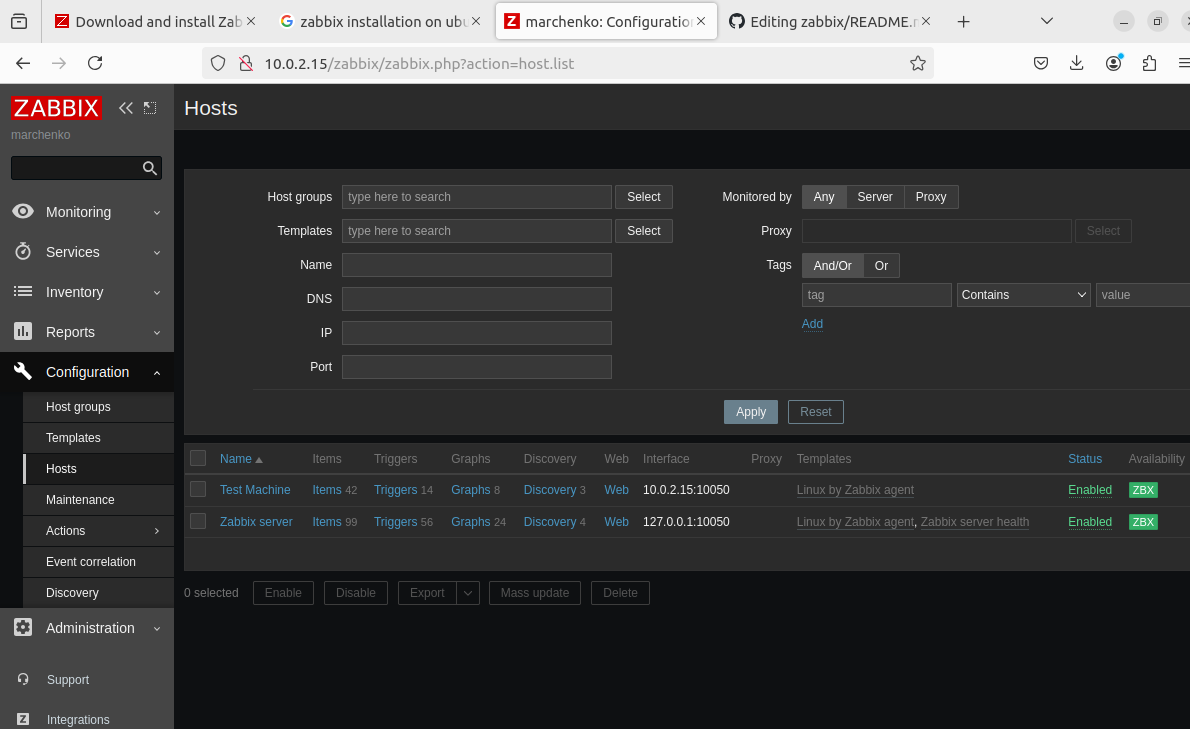 Download and install Zab
zabbix installation on ubu
marchenko: Configuration
Editing zabbix/README.m
10.0.2.15/zabbix/zabbix.php?action=host.list
ZABBIX
marchenko
Monitoring
Services
Inventory
Reports
Configuration
Host groups
Templates
Hosts
Maintenance
Actions
Event correlation
Discovery
Administration
Support
Integrations
Hosts
Host groups type here to search Select
Templates type here to search Select
Name
DNS
IP
Port
Monitored by Any Server Proxy
Proxy Select
Tags And/Or Or
tag Contains value
Add
Apply Reset
Name Items Triggers Graphs Discovery Web Interface Proxy Templates Status Availability
Test Machine Items 42 Triggers 14 Graphs 8 Discovery 3 Web 10.0.2.15:10050 Linux by Zabbix agent Enabled ZBX
Zabbix server Items 99 Triggers 56 Graphs 24 Discovery 4 Web 127.0.0.1:10050 Linux by Zabbix agent, Zabbix server health Enabled ZBX
0 selected Enable Disable Export Mass update Delete